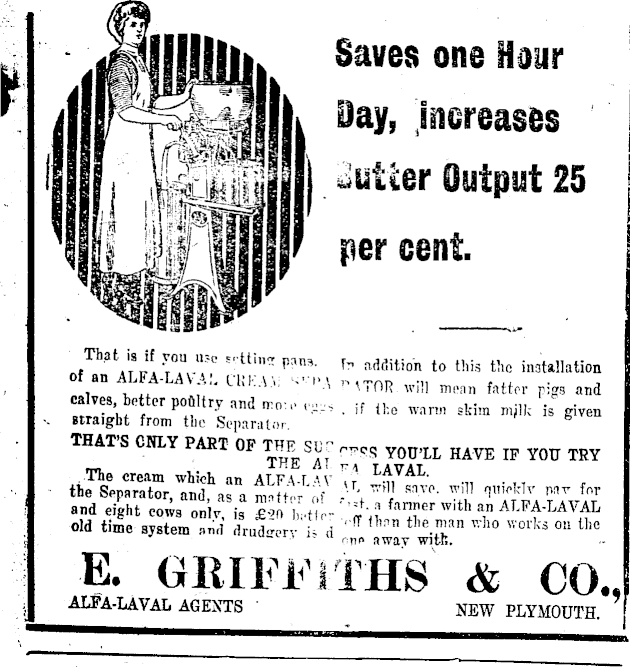 Saves one Hour
Day, increases
Butter Output 25
per cent.
That is if you use setting pans. In addition to this the installation
of an ALFA-LAVAL CREAM SEPARATOR will mean fatter pigs and
calves, better poultry and more eggs, if the warm skim milk is given
straight from the Separator.
THAT'S ONLY PART OF THE SUCCESS YOU'LL HAVE IF YOU TRY
THE ALFA LAVAL.
The cream which an ALFA-LAVAL will save, will quickly pay for
the Separator, and, as a matter of fact, a farmer with an ALFA-LAVAL
and eight cows only, is £20 better off than the man who works on the
old time system and drudgery is done away with.
E. GRIFFITHS & CO.,
ALFA-LAVAL AGENTS
NEW PLYMOUTH.